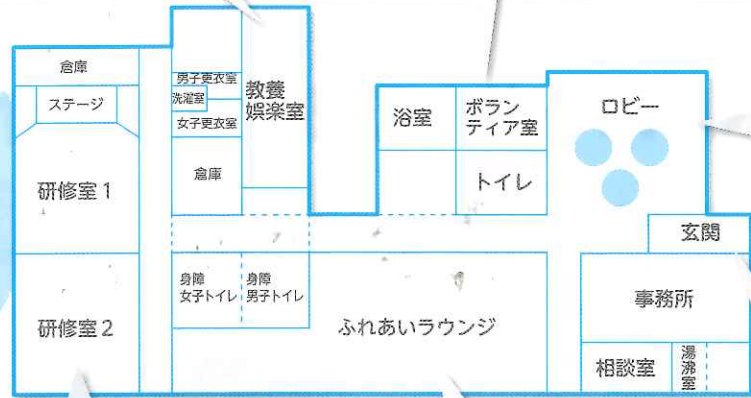 倉庫
ステージ
研修室1
研修室2
男子更衣室
洗濯室
女子更衣室
倉庫
教養
娯楽室
身障
女子トイレ
身障
男子トイレ
ふれあいラウンジ
浴室
ボラン
ティア室
トイレ
ロビー
玄関
事務所
相談室
湯沸室